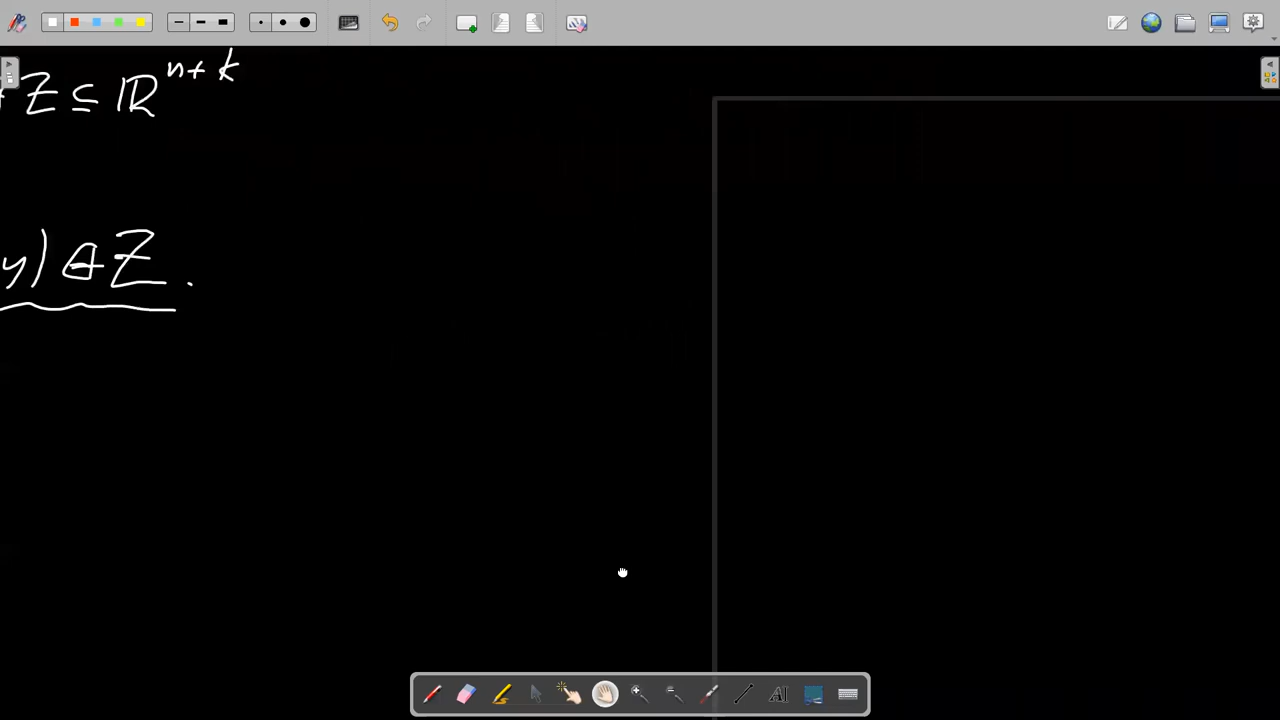 Z ⊆ ℝ^{n+k}
y) ∈ Z .